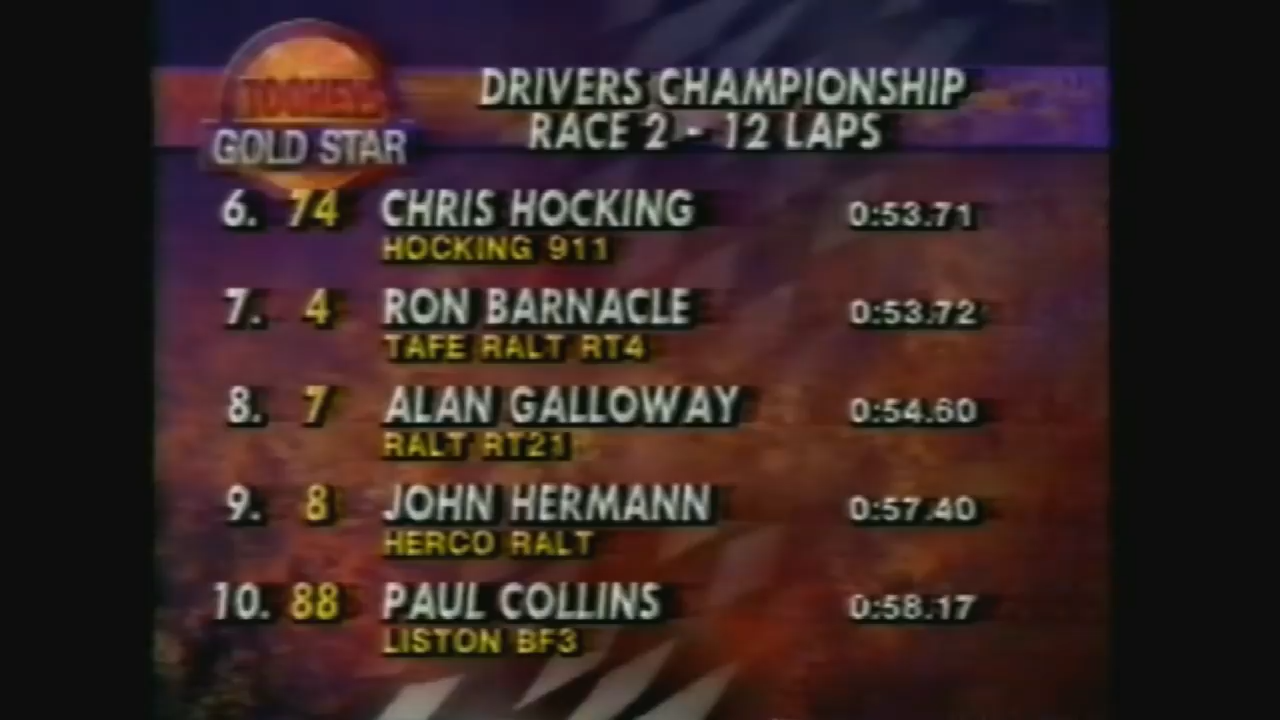 TOOHEYS
GOLD STAR
DRIVERS CHAMPIONSHIP
RACE 2 - 12 LAPS
6. 74 CHRIS HOCKING 0:53.71
HOCKING 911
7. 4 RON BARNACLE 0:53.72
TAFE RALT RT4
8. 7 ALAN GALLOWAY 0:54.60
RALT RT21
9. 8 JOHN HERMANN 0:57.40
HERCO RALT
10. 88 PAUL COLLINS 0:58.17
LISTON BF3